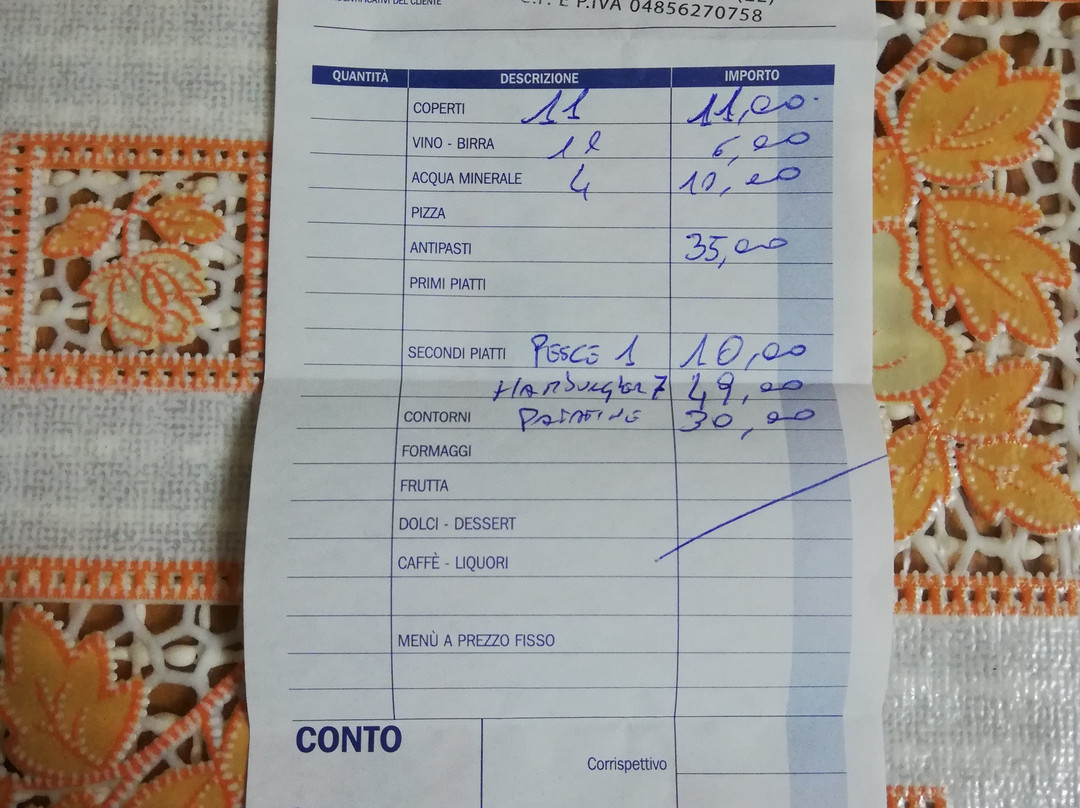 C.F. E P.IVA 04856270758
QUANTITÀ DESCRIZIONE IMPORTO
COPERTI 11 11,00
VINO - BIRRA 1 l 6,00
ACQUA MINERALE 4 10,00
PIZZA
ANTIPASTI 35,00
PRIMI PIATTI
SECONDI PIATTI PESCE 1 10,00
HAMBURGER 7 49,00
CONTORNI PATATINE 30,00
FORMAGGI
FRUTTA
DOLCI - DESSERT
CAFFÈ - LIQUORI
MENÙ A PREZZO FISSO
CONTO
Corrispettivo